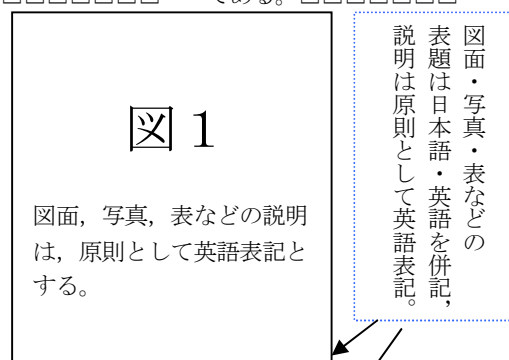 である。
図１
図面，写真，表などの説明
は，原則として英語表記と
する。
図面・写真・表などの
表題は日本語・英語を併記，
説明は原則として英語表記。